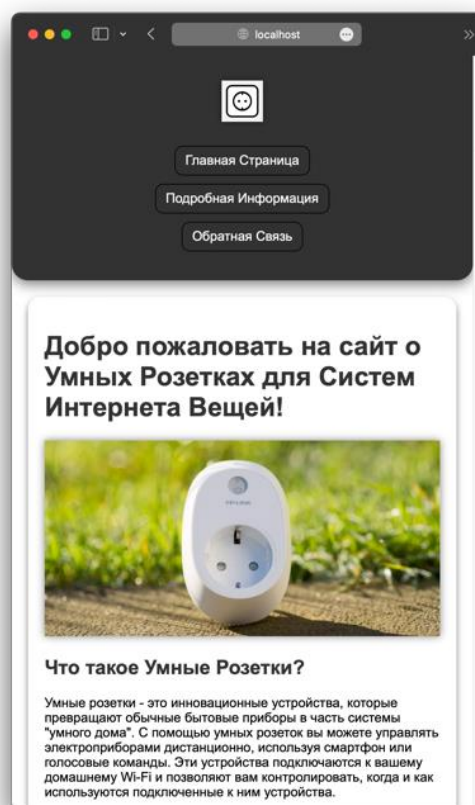 localhost
Главная Страница
Подробная Информация
Обратная Связь
Добро пожаловать на сайт о
Умных Розетках для Систем
Интернета Вещей!
tp-link
Что такое Умные Розетки?
Умные розетки - это инновационные устройства, которые
превращают обычные бытовые приборы в часть системы
"умного дома". С помощью умных розеток вы можете управлять
электроприборами дистанционно, используя смартфон или
голосовые команды. Эти устройства подключаются к вашему
домашнему Wi-Fi и позволяют вам контролировать, когда и как
используются подключенные к ним устройства.